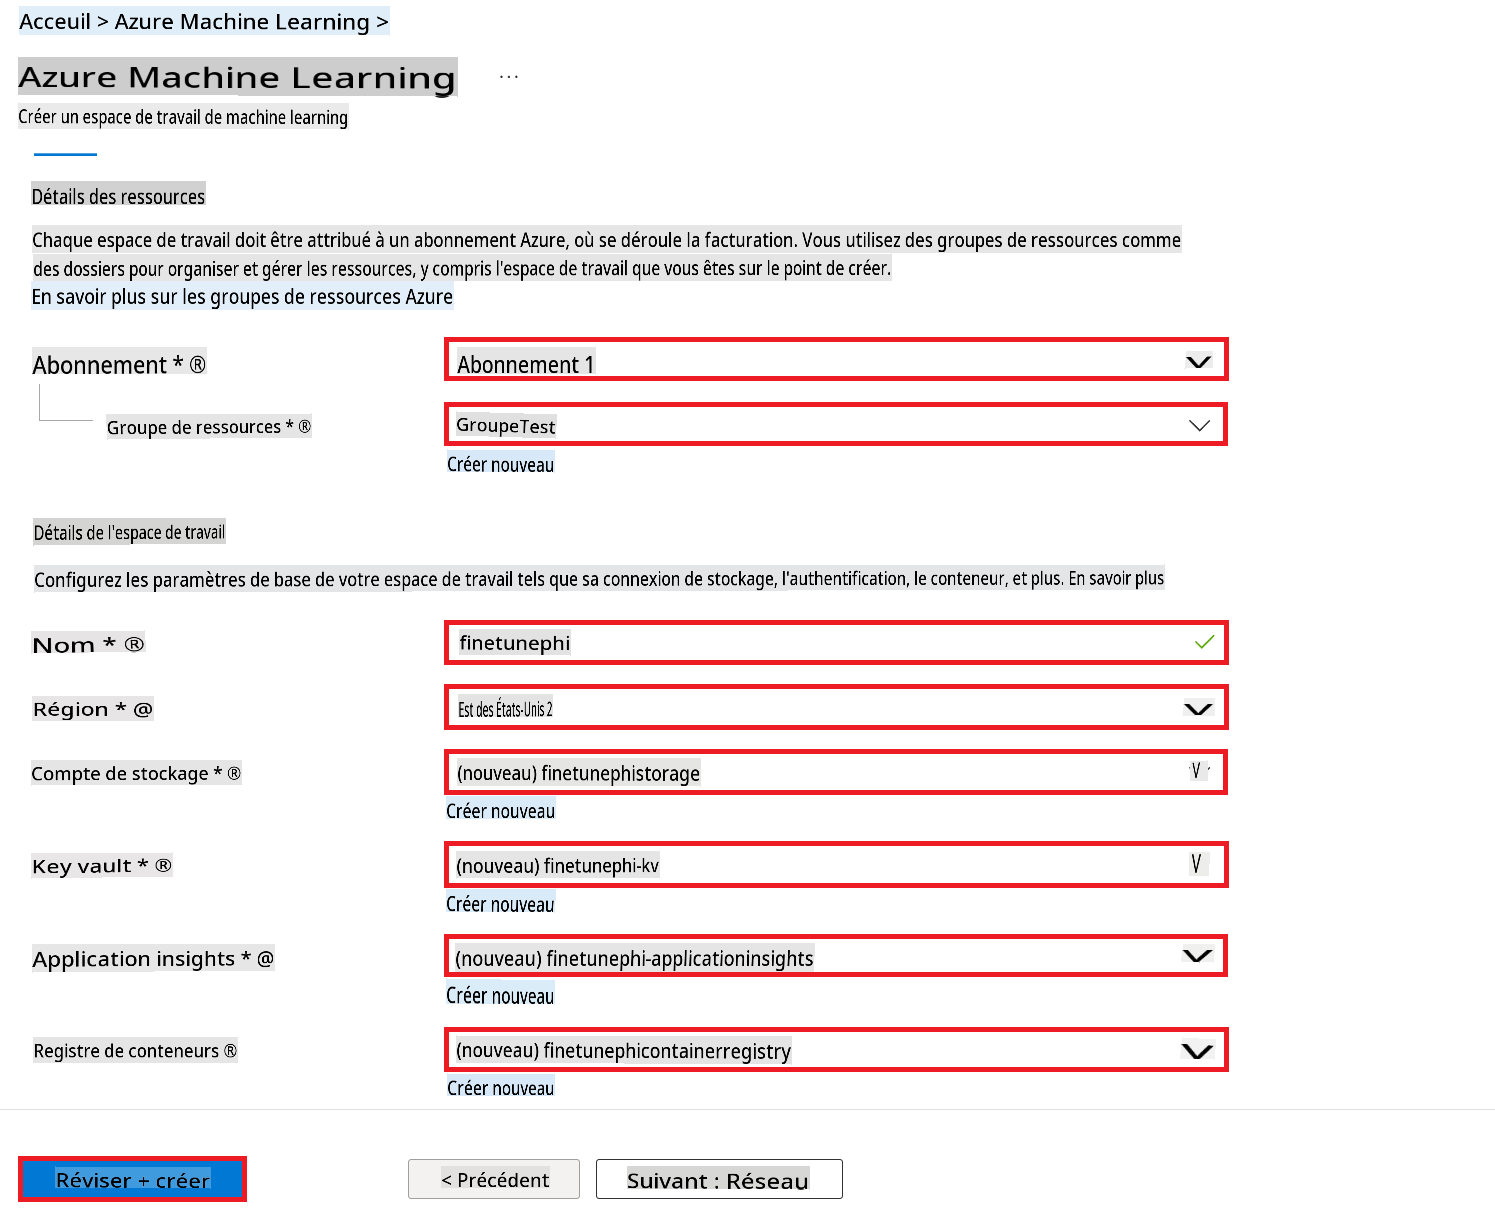 Acceuil > Azure Machine Learning >
Azure Machine Learning ...
Créer un espace de travail de machine learning
Détails des ressources
Chaque espace de travail doit être attribué à un abonnement Azure, où se déroule la facturation. Vous utilisez des groupes de ressources comme
des dossiers pour organiser et gérer les ressources, y compris l'espace de travail que vous êtes sur le point de créer.
En savoir plus sur les groupes de ressources Azure
Abonnement * ® Abonnement 1
Groupe de ressources * ® GroupeTest
Créer nouveau
Détails de l'espace de travail
Configurez les paramètres de base de votre espace de travail tels que sa connexion de stockage, l'authentification, le conteneur, et plus. En savoir plus
Nom * ® finetunephi
Région * @ Est des États-Unis 2
Compte de stockage * ® (nouveau) finetunephistorage V
Créer nouveau
Key vault * ® (nouveau) finetunephi-kv V
Créer nouveau
Application insights * @ (nouveau) finetunephi-applicationinsights
Créer nouveau
Registre de conteneurs ® (nouveau) finetunephicontainerregistry
Créer nouveau
Réviser + créer < Précédent Suivant : Réseau